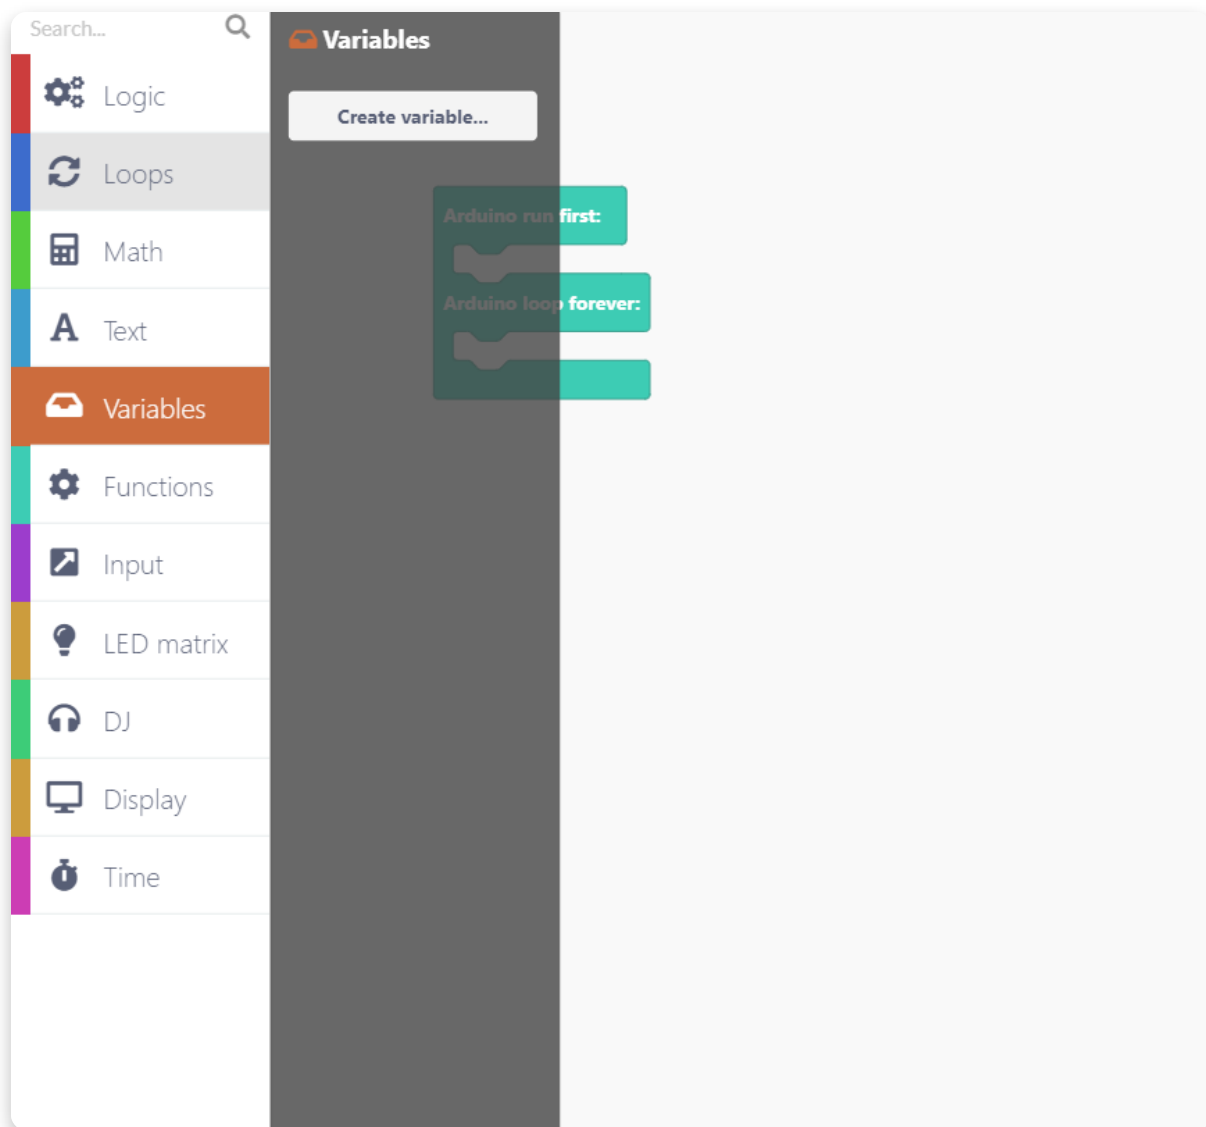 Search...
Logic
Loops
Math
Text
Variables
Functions
Input
LED matrix
DJ
Display
Time
Variables
Create variable...
Arduino run first:
Arduino loop forever: